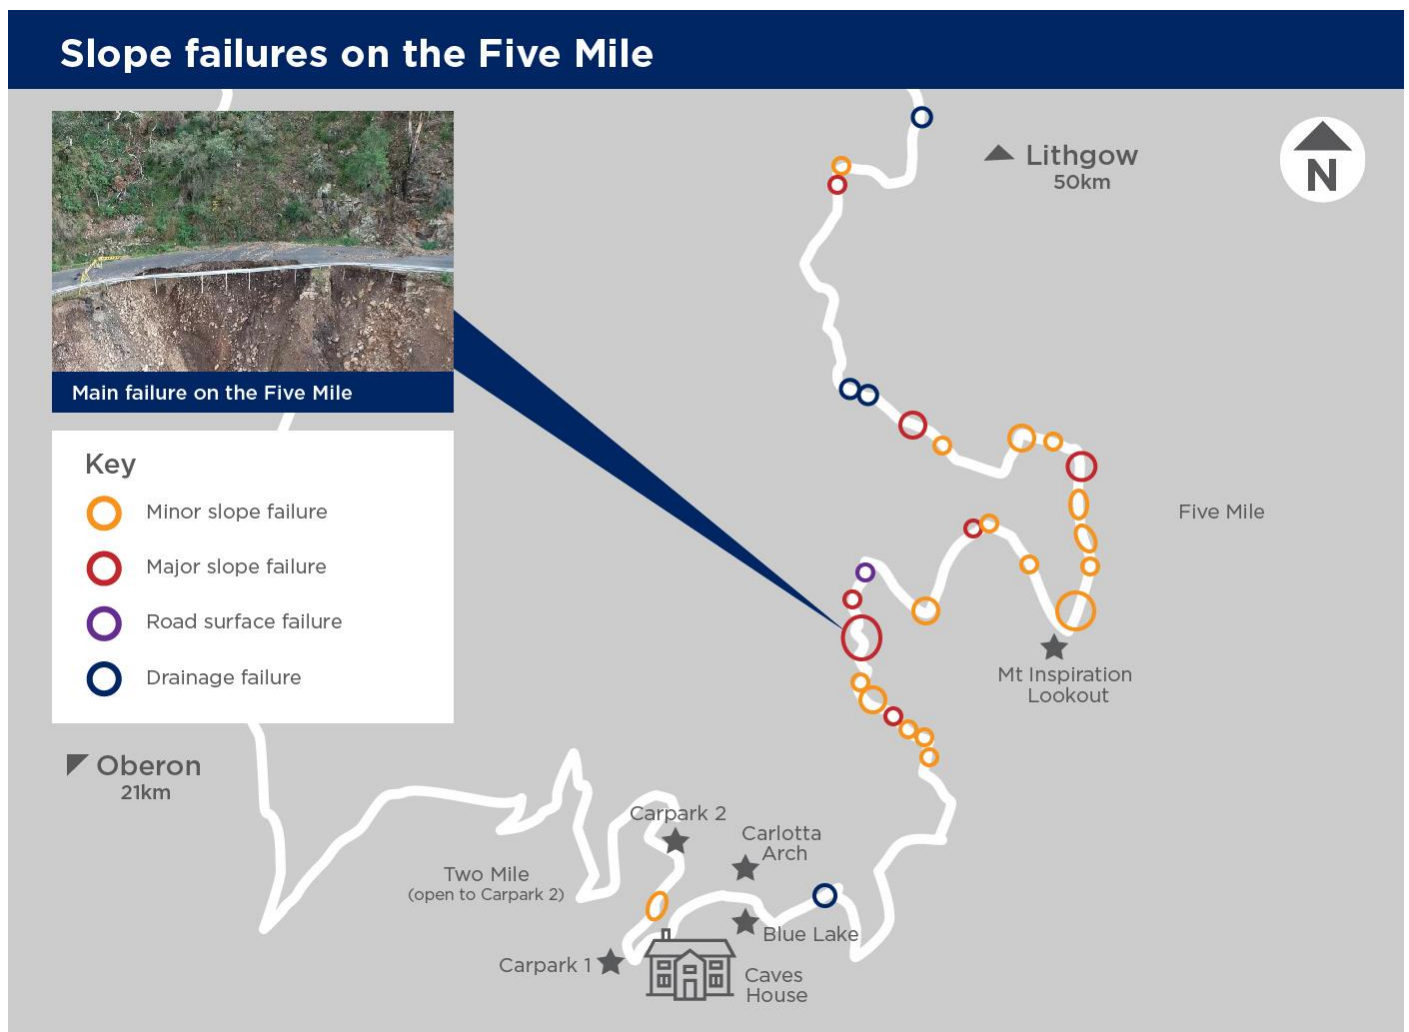 Slope failures on the Five Mile
Lithgow
50km
N
Main failure on the Five Mile
Key
Minor slope failure
Major slope failure
Road surface failure
Drainage failure
Five Mile
Mt Inspiration
Lookout
Oberon
21km
Carpark 2
Carlotta
Arch
Two Mile
(open to Carpark 2)
Blue Lake
Carpark 1
Caves
House